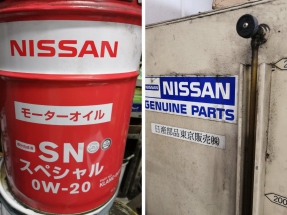 NISSAN
モーターオイル
SN
スペシャル
0W-20
NISSAN
GENUINE PARTS
日産部品東京販売㈱
200